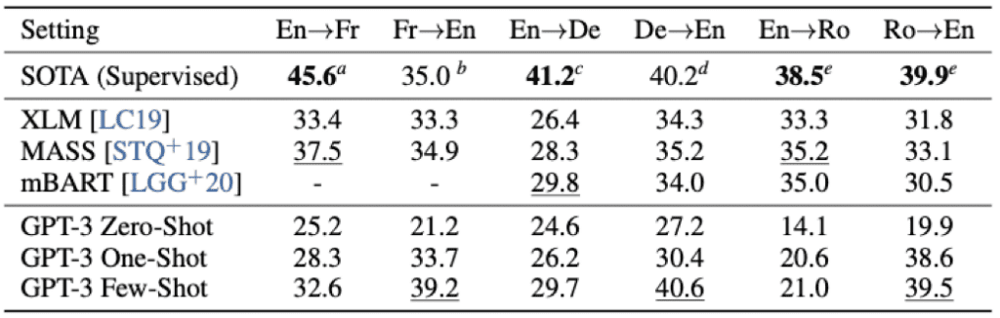 Setting En→Fr Fr→En En→De De→En En→Ro Ro→En
SOTA (Supervised) 45.6ᵃ 35.0 ᵇ 41.2ᶜ 40.2ᵈ 38.5ᵉ 39.9ᵉ
XLM [LC19] 33.4 33.3 26.4 34.3 33.3 31.8
MASS [STQ⁺19] 37.5 34.9 28.3 35.2 35.2 33.1
mBART [LGG⁺20] - - 29.8 34.0 35.0 30.5
GPT-3 Zero-Shot 25.2 21.2 24.6 27.2 14.1 19.9
GPT-3 One-Shot 28.3 33.7 26.2 30.4 20.6 38.6
GPT-3 Few-Shot 32.6 39.2 29.7 40.6 21.0 39.5